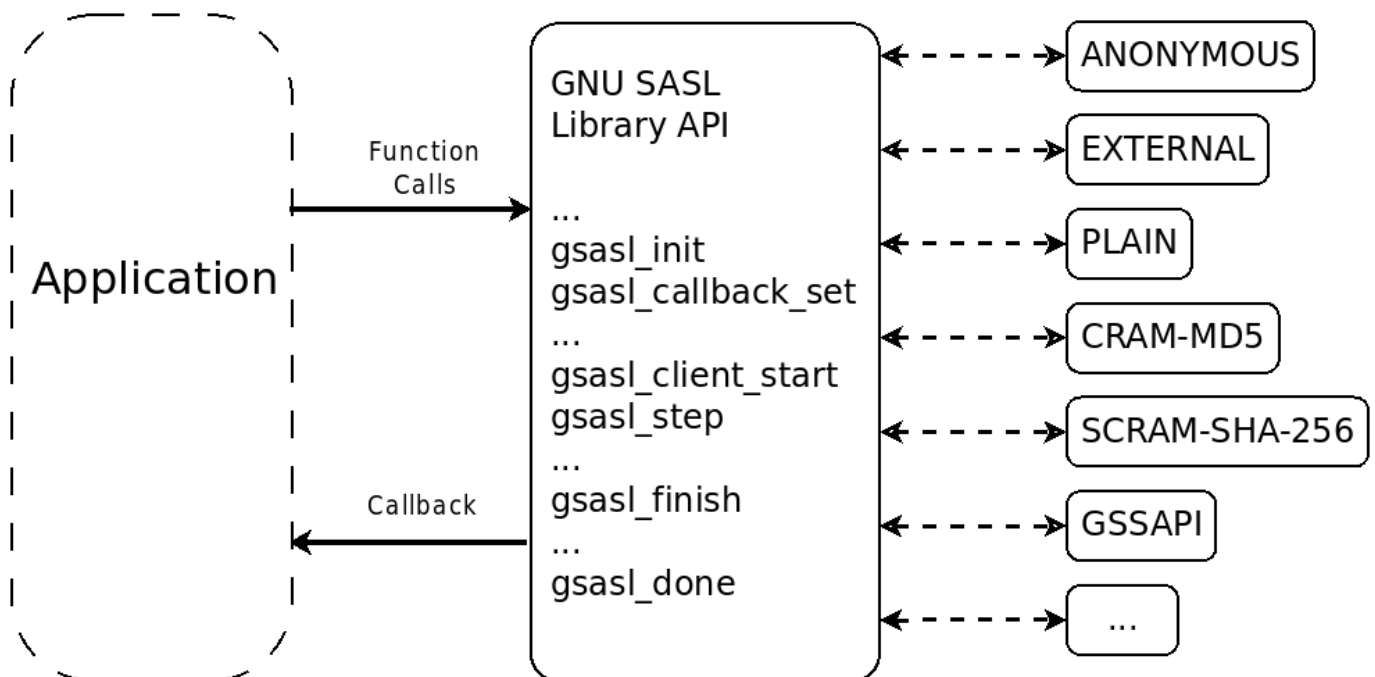 Application
Function
Calls
Callback
GNU SASL
Library API
...
gsasl_init
gsasl_callback_set
...
gsasl_client_start
gsasl_step
...
gsasl_finish
...
gsasl_done
ANONYMOUS
EXTERNAL
PLAIN
CRAM-MD5
SCRAM-SHA-256
GSSAPI
...